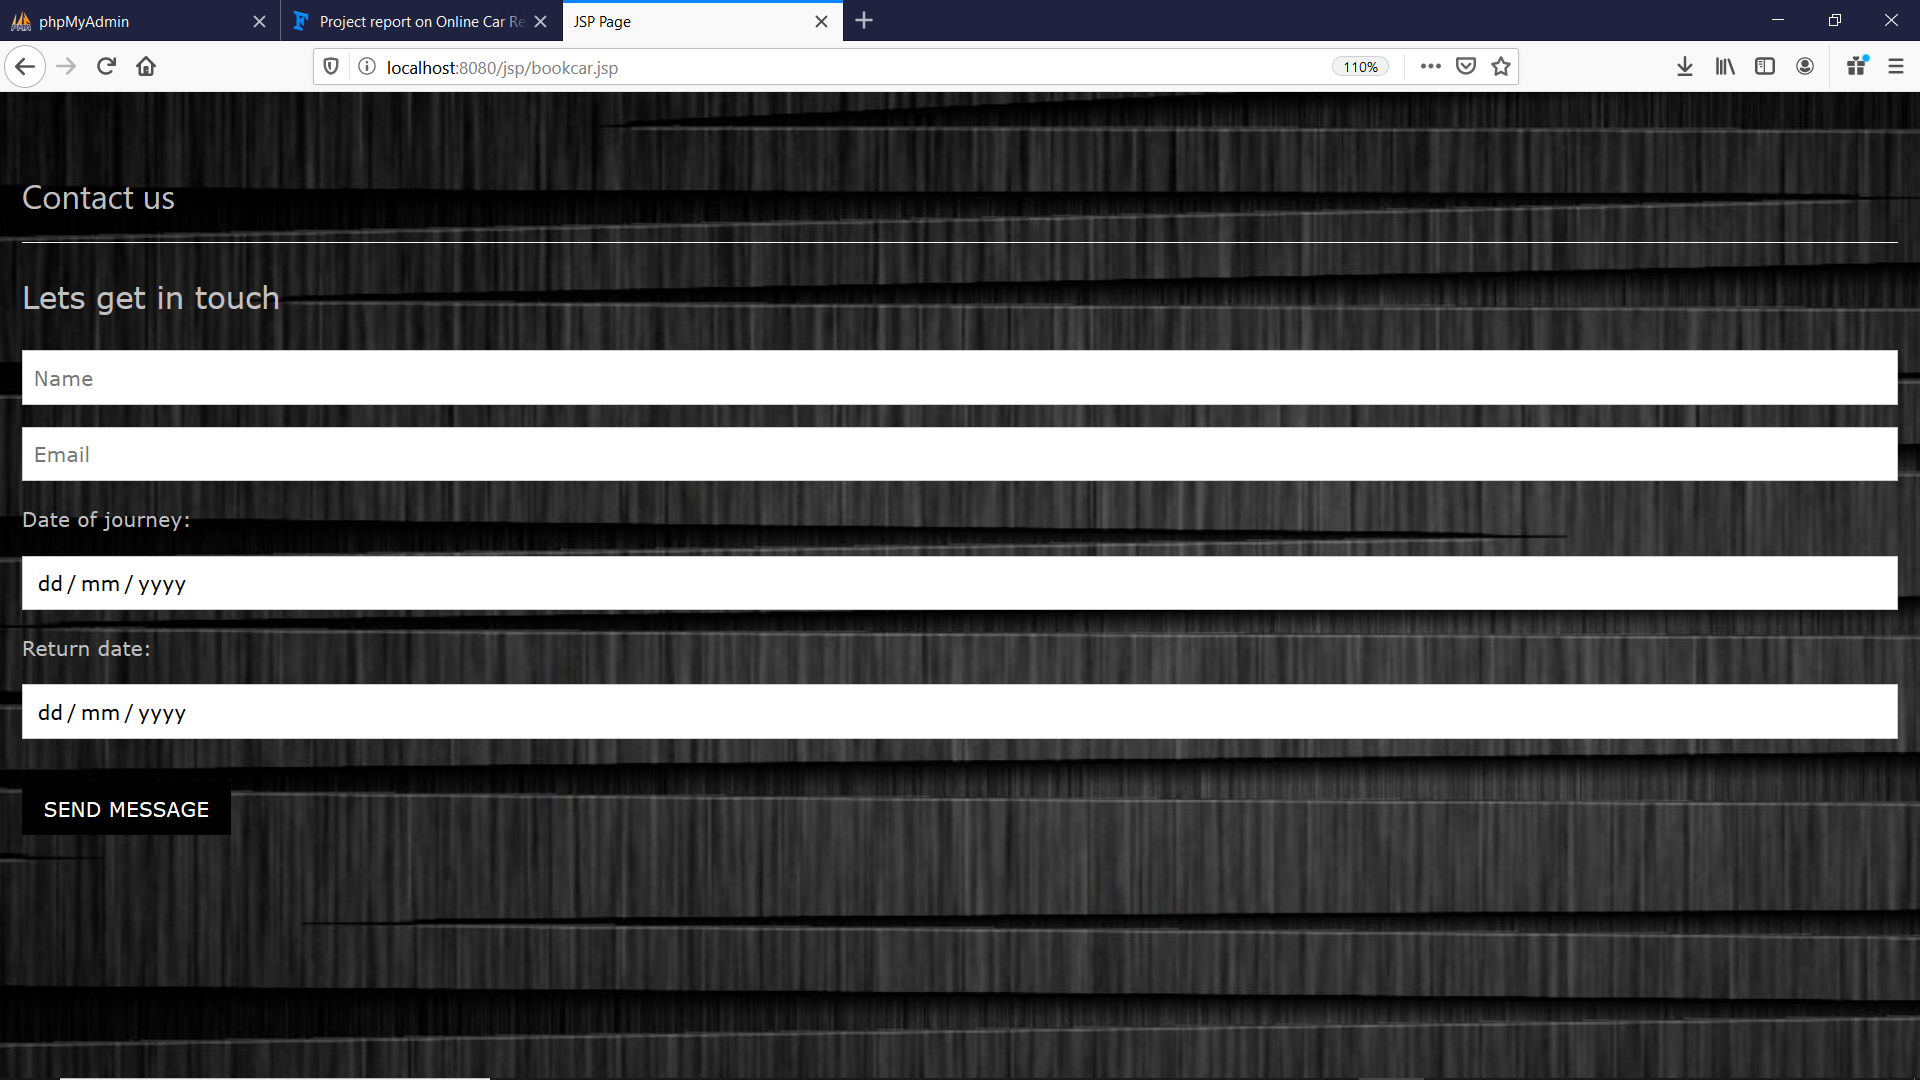 phpMyAdmin
Project report on Online Car Re
JSP Page
localhost:8080/jsp/bookcar.jsp
110%
Contact us
Lets get in touch
Name
Email
Date of journey:
dd / mm / yyyy
Return date:
dd / mm / yyyy
SEND MESSAGE